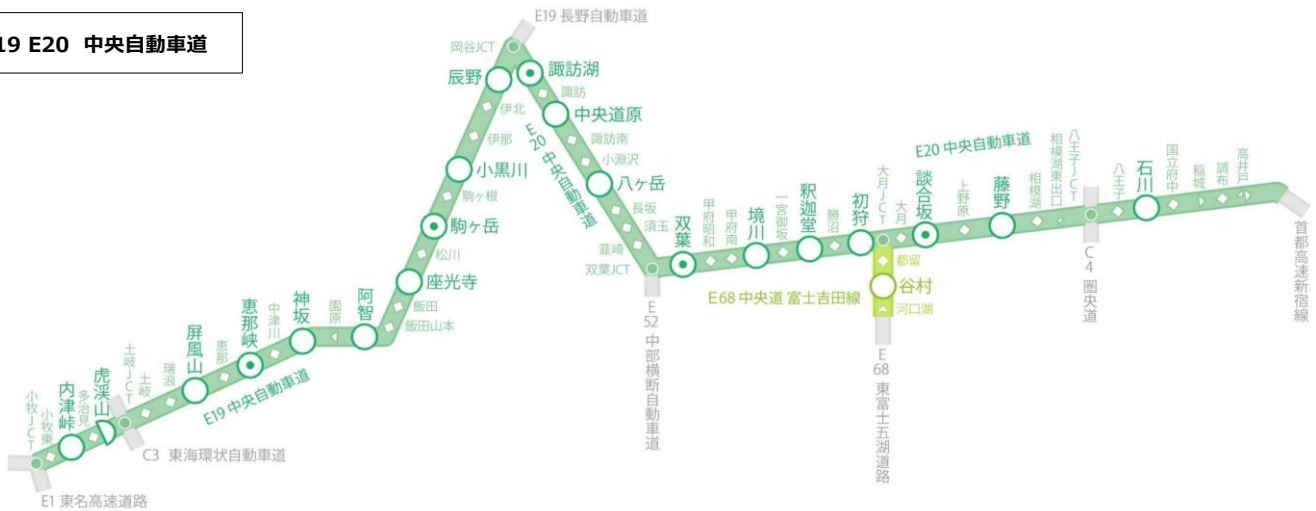 19 E20 中央自動車道
E19 長野自動車道
岡谷JCT
辰野
諏訪湖
諏訪
中央道原
伊北
伊那
諏訪南
小淵沢
E20 中央自動車道
小黒川
八ヶ岳
駒ヶ根
長坂
駒ヶ岳
須玉
松川
韮崎
双葉JCT
座光寺
飯田
飯田山本
阿智
園原
神坂
中津川
恵那峡
恵那
屏風山
瑞浪
土岐
土岐JCT
虎渓山
多治見
内津峠
小牧東
小牧JCT
E19 中央自動車道
C3 東海環状自動車道
E1 東名高速道路
双葉
甲府昭和
甲府南
境川
一宮御坂
釈迦堂
勝沼
初狩
大月JCT
大月
談合坂
上野原
藤野
相模湖
相模湖東出口
八王子JCT
八王子
石川
国立府中
稲城
調布
高井戸
E20 中央自動車道
首都高速新宿線
C4 圏央道
都留
谷村
河口湖
E68 中央道 富士吉田線
E68 東富士五湖道路
E52 中部横断自動車道